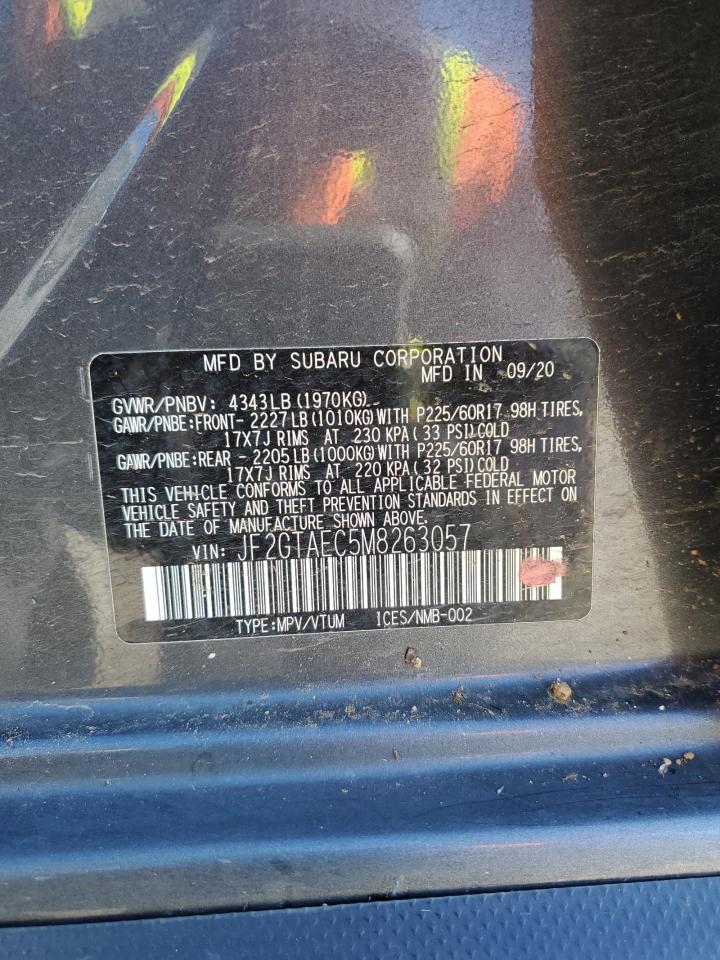 MFD BY SUBARU CORPORATION
MFD IN 09/20
GVWR/PNBV: 4343LB(1970KG)
GAWR/PNBE:FRONT- 2227LB(1010KG)WITH P225/60R17 98H TIRES,
17X7J RIMS AT 230 KPA(33 PSI)COLD
GAWR/PNBE:REAR - 2205LB(1000KG)WITH P225/60R17 98H TIRES,
17X7J RIMS AT 220 KPA(32 PSI)COLD
THIS VEHICLE CONFORMS TO ALL APPLICABLE FEDERAL MOTOR
VEHICLE SAFETY AND THEFT PREVENTION STANDARDS IN EFFECT ON
THE DATE OF MANUFACTURE SHOWN ABOVE.
VIN: JF2GTAEC5M8263057
TYPE:MPV/VTUM ICES/NMB-002